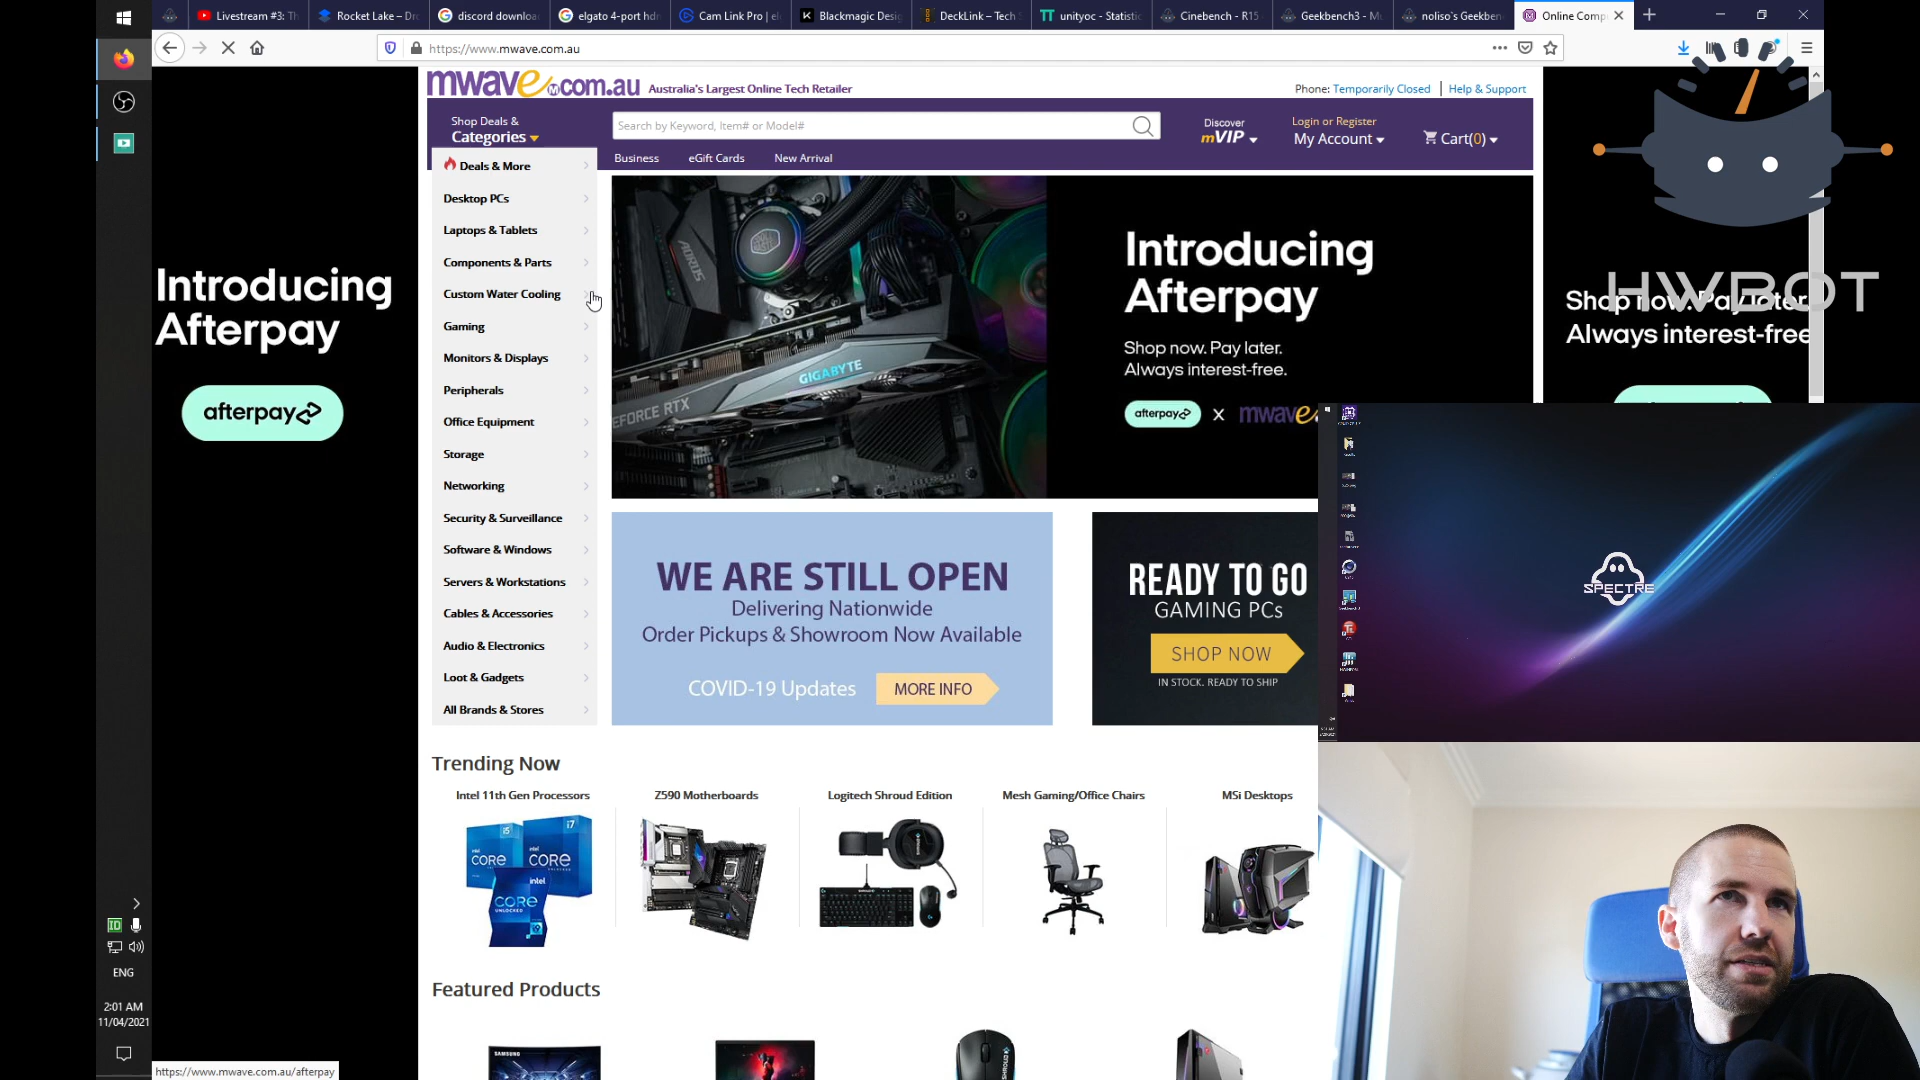 Livestream #3: Th
Rocket Lake – Dr
discord downloa
elgato 4-port hdr
Cam Link Pro | el
Blackmagic Desig
DeckLink – Tech
unityoc - Statistic
Cinebench - R15
Geekbench3 - M
noliso`s Geekben
Online Comp
https://www.mwave.com.au
mwave.com.au
Australia's Largest Online Tech Retailer
Phone: Temporarily Closed
Help & Support
Shop Deals &
Categories
Search by Keyword, Item# or Model#
Discover
mVIP
Login or Register
My Account
Cart(0)
Business
eGift Cards
New Arrival
Deals & More
Desktop PCs
Laptops & Tablets
Components & Parts
Custom Water Cooling
Gaming
Monitors & Displays
Peripherals
Office Equipment
Storage
Networking
Security & Surveillance
Software & Windows
Servers & Workstations
Cables & Accessories
Audio & Electronics
Loot & Gadgets
All Brands & Stores
Introducing
Afterpay
afterpay
AORUS
GIGABYTE
GEFORCE RTX
Introducing
Afterpay
Shop now. Pay later.
Always interest-free.
afterpay X mwave
Shop now. Pay later.
Always interest-free
HWBOT
WE ARE STILL OPEN
Delivering Nationwide
Order Pickups & Showroom Now Available
COVID-19 Updates
MORE INFO
READY TO GO
GAMING PCs
SHOP NOW
IN STOCK. READY TO SHIP
SPECTRE
Trending Now
Intel 11th Gen Processors
Z590 Motherboards
Logitech Shroud Edition
Mesh Gaming/Office Chairs
MSi Desktops
i5
i7
intel
CORE
CORE
intel
CORE
UNLOCKED
i9
Featured Products
SAMSUNG
SHROUD
ENG
2:01 AM
11/04/2021
https://www.mwave.com.au/afterpay